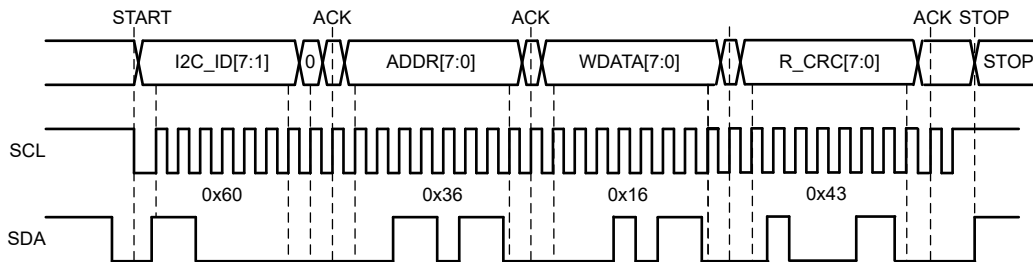 START ACK ACK ACK STOP
I2C_ID[7:1] 0 ADDR[7:0] WDATA[7:0] R_CRC[7:0] STOP
SCL
0x60 0x36 0x16 0x43
SDA